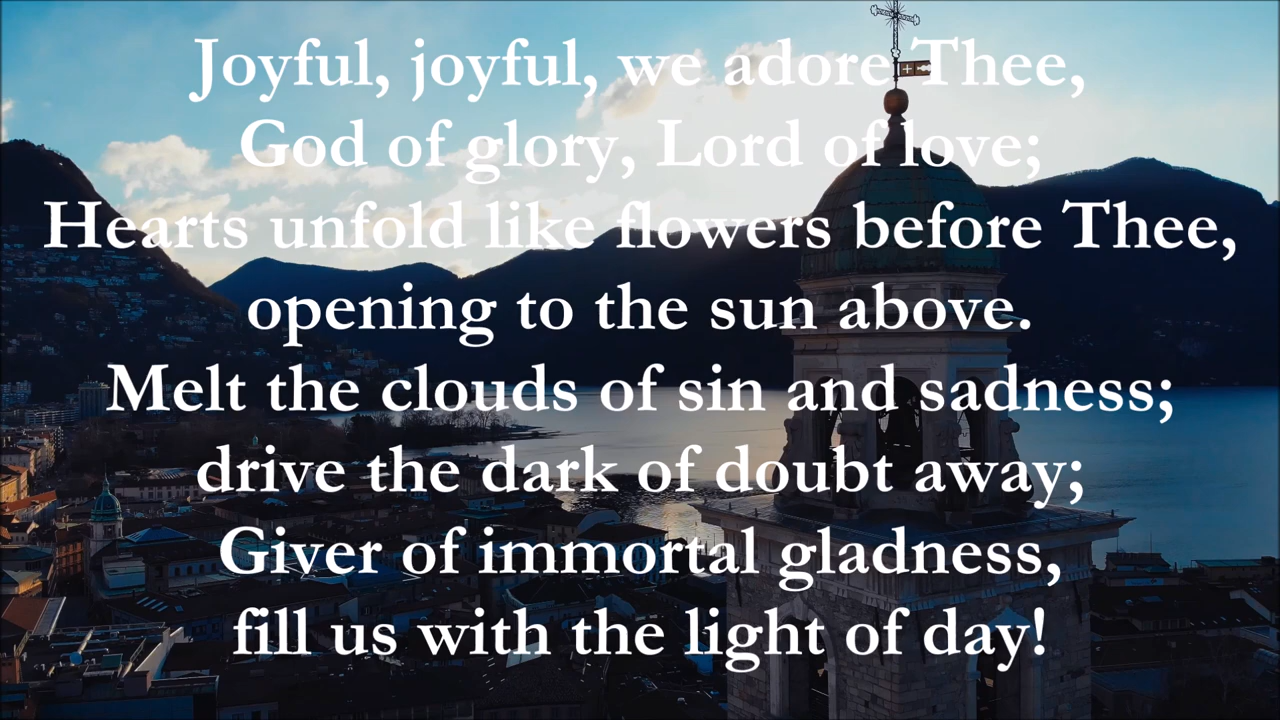 Joyful, joyful, we adore Thee,
God of glory, Lord of love;
Hearts unfold like flowers before Thee,
opening to the sun above.
Melt the clouds of sin and sadness;
drive the dark of doubt away;
Giver of immortal gladness,
fill us with the light of day!